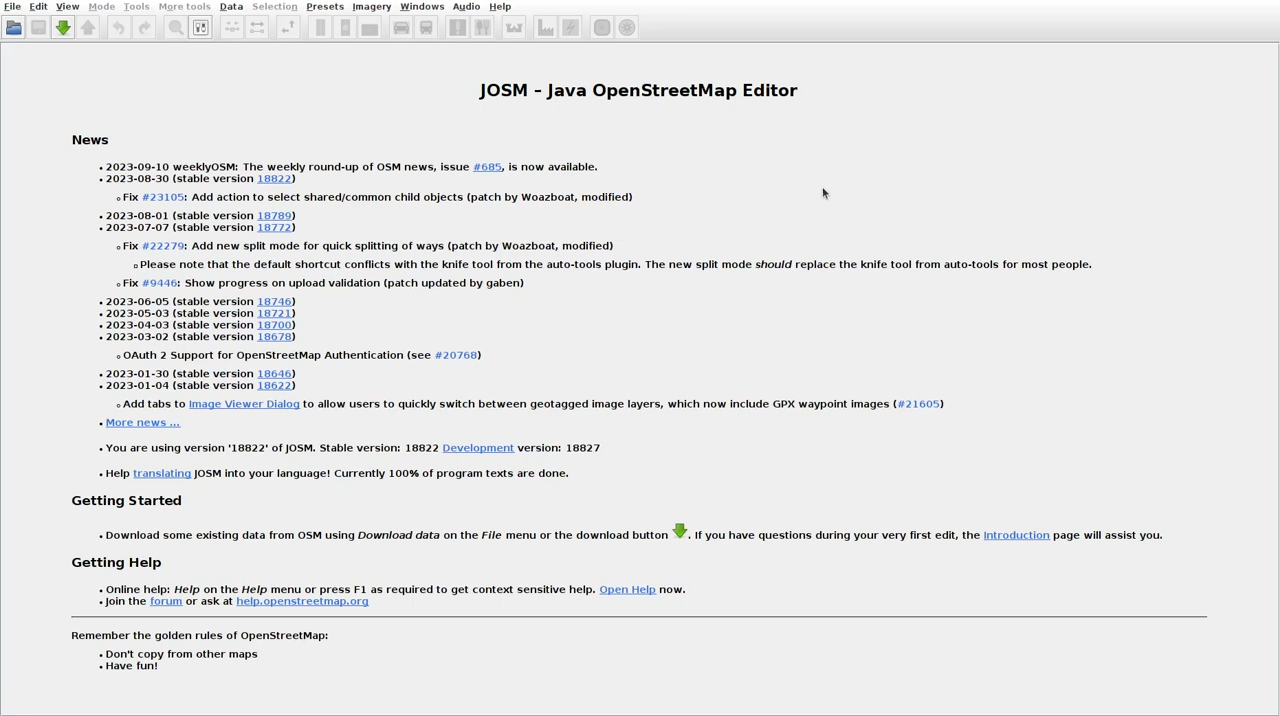 File Edit View Mode Tools More tools Data Selection Presets Imagery Windows Audio Help
JOSM – Java OpenStreetMap Editor
News
• 2023-09-10 weeklyOSM: The weekly round-up of OSM news, issue #685, is now available.
• 2023-08-30 (stable version 18822)
◦ Fix #23105: Add action to select shared/common child objects (patch by Woazboat, modified)
• 2023-08-01 (stable version 18789)
• 2023-07-07 (stable version 18772)
◦ Fix #22279: Add new split mode for quick splitting of ways (patch by Woazboat, modified)
▫ Please note that the default shortcut conflicts with the knife tool from the auto-tools plugin. The new split mode should replace the knife tool from auto-tools for most people.
◦ Fix #9446: Show progress on upload validation (patch updated by gaben)
• 2023-06-05 (stable version 18746)
• 2023-05-03 (stable version 18721)
• 2023-04-03 (stable version 18700)
• 2023-03-02 (stable version 18678)
◦ OAuth 2 Support for OpenStreetMap Authentication (see #20768)
• 2023-01-30 (stable version 18646)
• 2023-01-04 (stable version 18622)
◦ Add tabs to Image Viewer Dialog to allow users to quickly switch between geotagged image layers, which now include GPX waypoint images (#21605)
• More news ...
• You are using version '18822' of JOSM. Stable version: 18822 Development version: 18827
• Help translating JOSM into your language! Currently 100% of program texts are done.
Getting Started
• Download some existing data from OSM using Download data on the File menu or the download button . If you have questions during your very first edit, the Introduction page will assist you.
Getting Help
• Online help: Help on the Help menu or press F1 as required to get context sensitive help. Open Help now.
• Join the forum or ask at help.openstreetmap.org
Remember the golden rules of OpenStreetMap:
• Don't copy from other maps
• Have fun!